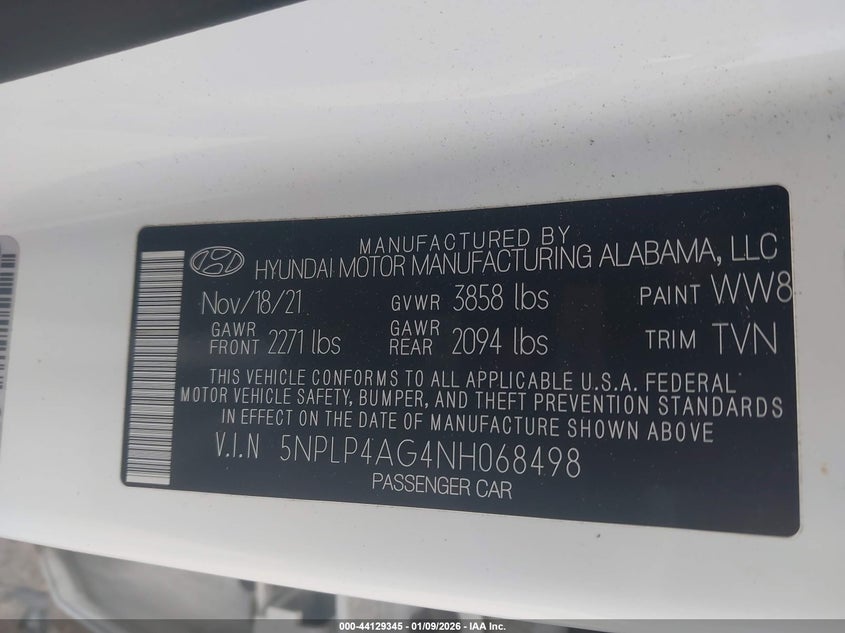 MANUFACTURED BY
HYUNDAI MOTOR MANUFACTURING ALABAMA, LLC
Nov/18/21 GVWR 3858 lbs PAINT WW8
GAWR FRONT 2271 lbs GAWR REAR 2094 lbs TRIM TVN
THIS VEHICLE CONFORMS TO ALL APPLICABLE U.S.A. FEDERAL
MOTOR VEHICLE SAFETY, BUMPER, AND THEFT PREVENTION STANDARDS
IN EFFECT ON THE DATE OF MANUFACTURE SHOWN ABOVE
V.I.N 5NPLP4AG4NH068498
PASSENGER CAR
000-44129345 - 01/09/2026 - IAA, Inc.